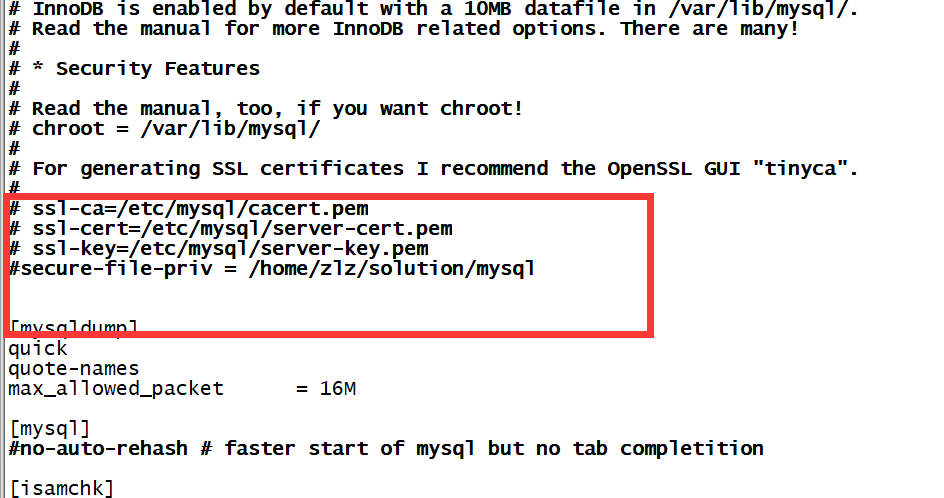 # InnoDB is enabled by default with a 10MB datafile in /var/lib/mysql/.
# Read the manual for more InnoDB related options. There are many!
#
# * Security Features
#
# Read the manual, too, if you want chroot!
# chroot = /var/lib/mysql/
#
# For generating SSL certificates I recommend the OpenSSL GUI "tinyca".
#
# ssl-ca=/etc/mysql/cacert.pem
# ssl-cert=/etc/mysql/server-cert.pem
# ssl-key=/etc/mysql/server-key.pem
#secure-file-priv = /home/zlz/solution/mysql
[mysqldump]
quick
quote-names
max_allowed_packet      = 16M
[mysql]
#no-auto-rehash # faster start of mysql but no tab completition
[isamchk]